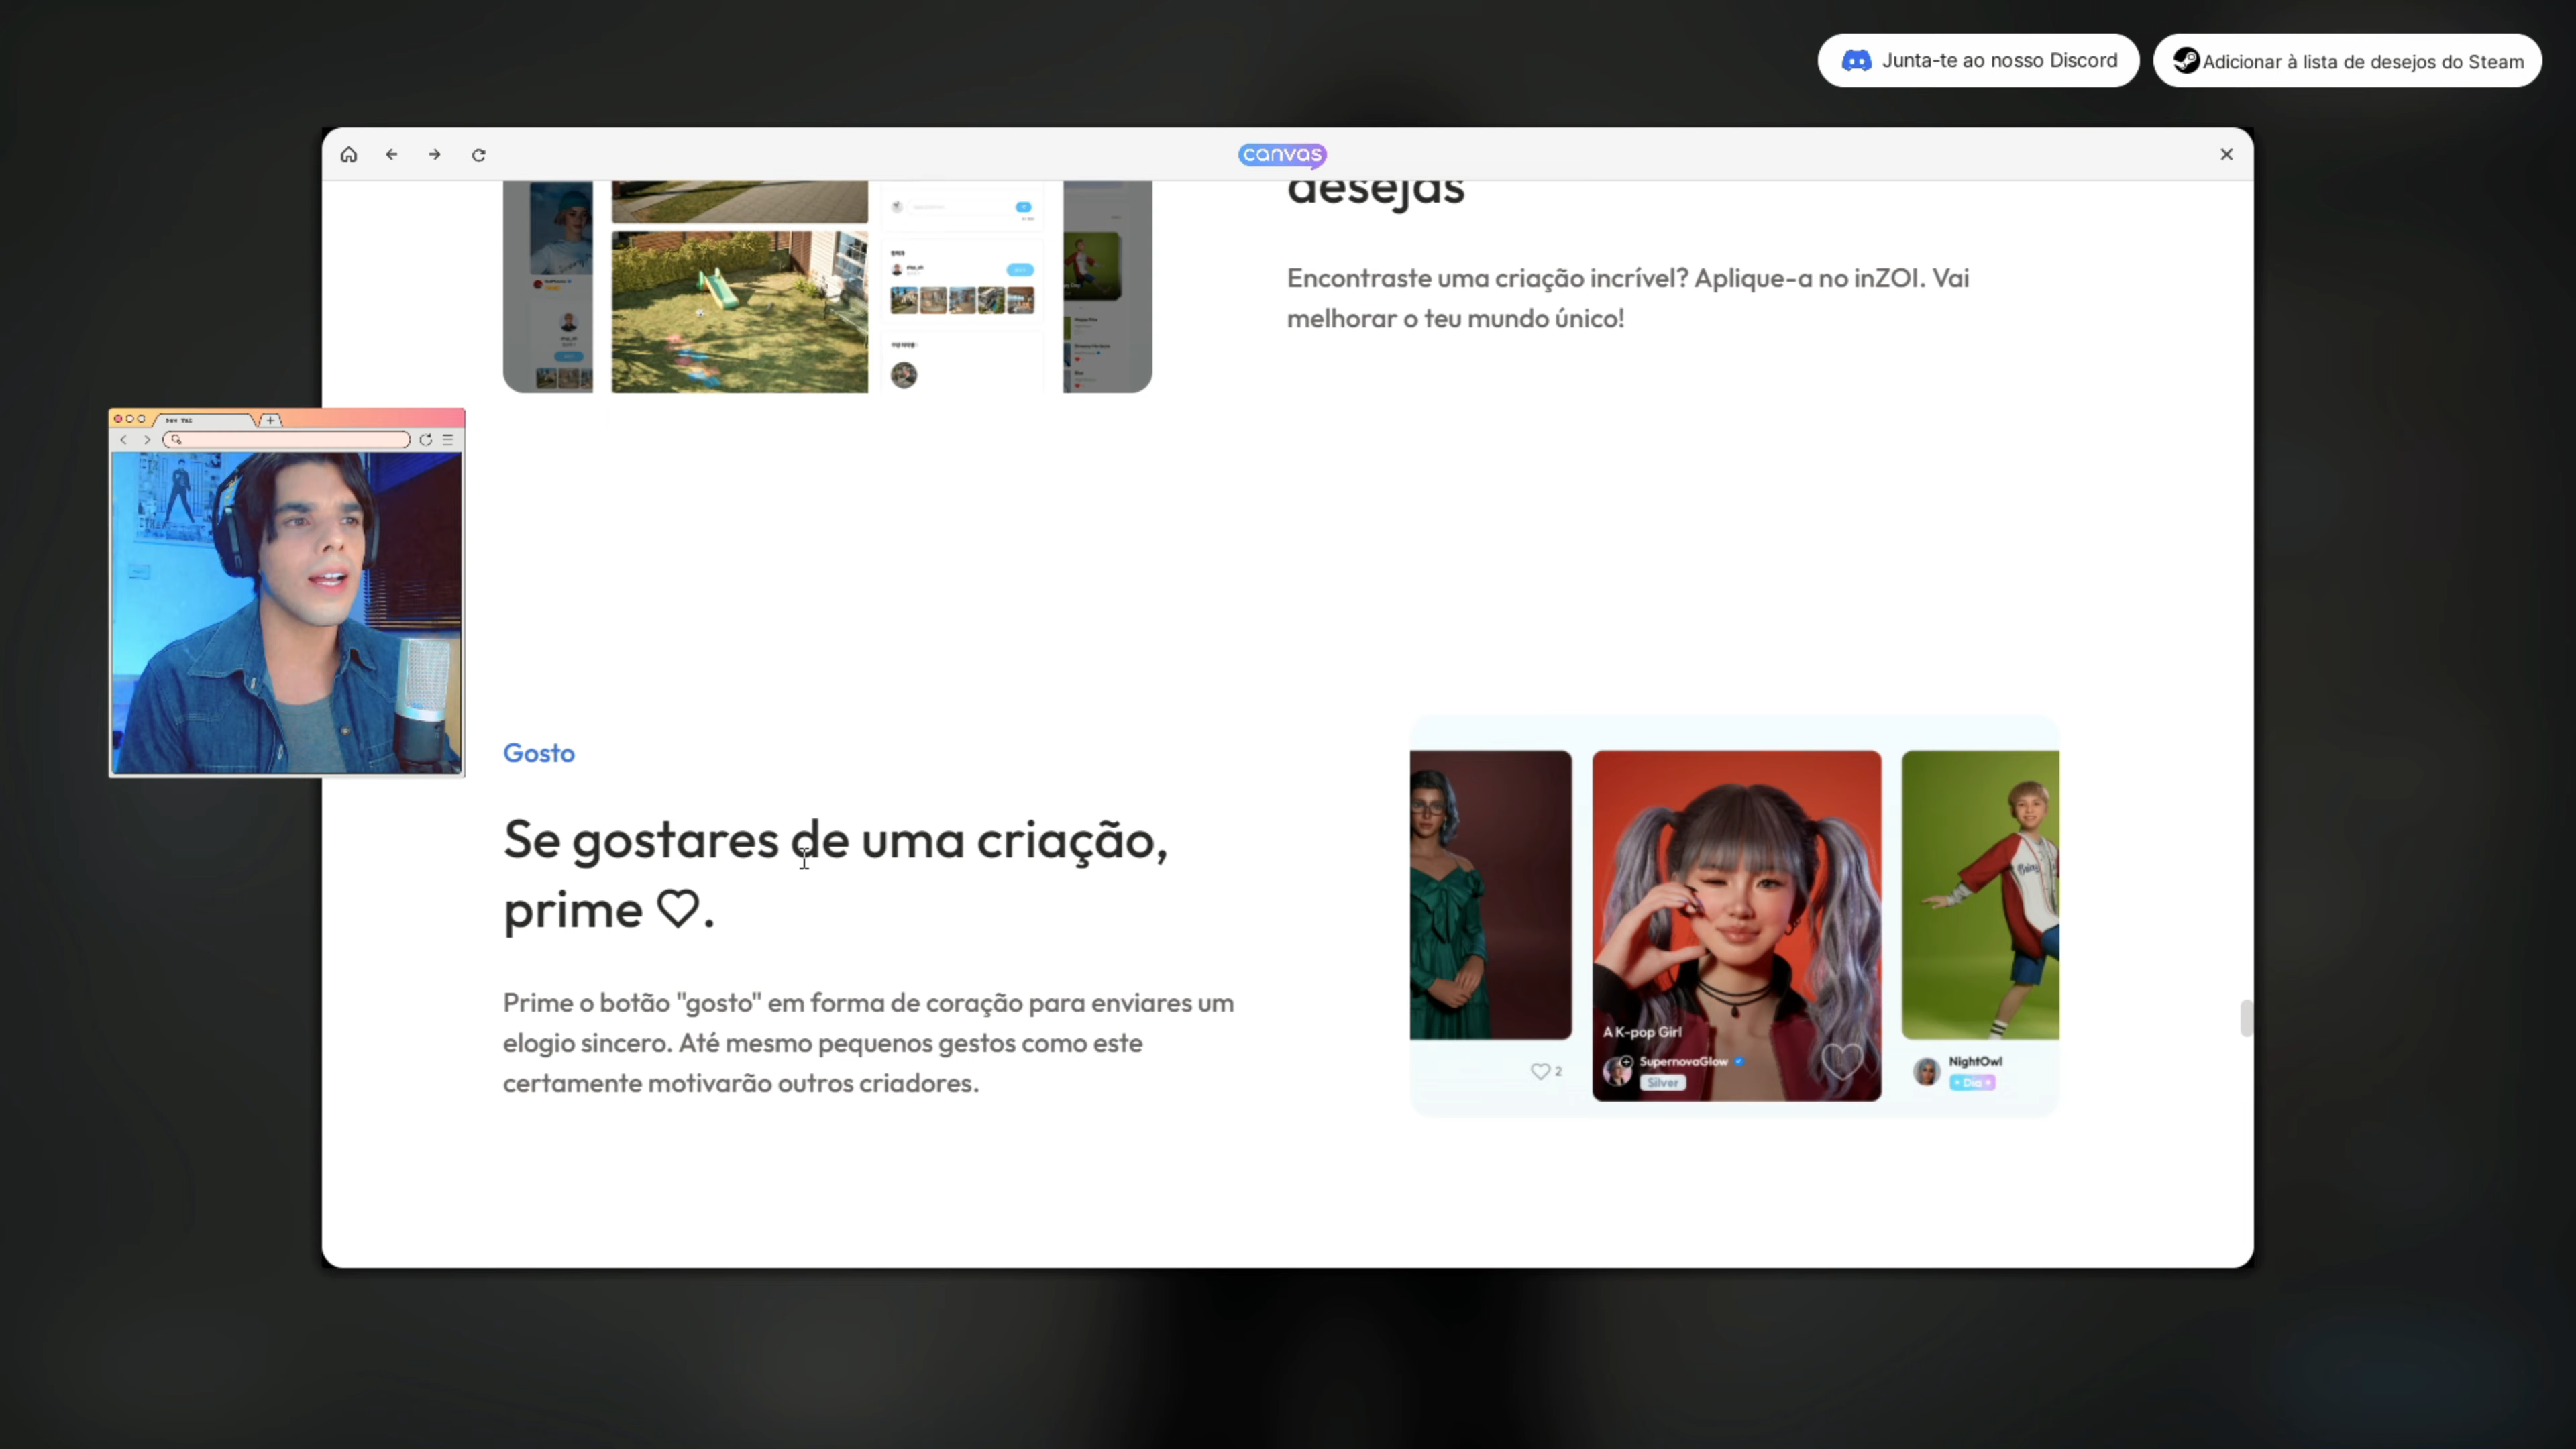 Junta-te ao nosso Discord
Adicionar à lista de desejos do Steam
canvas
desejas
Encontraste uma criação incrível? Aplique-a no inZOI. Vai
melhorar o teu mundo único!
Gosto
Se gostares de uma criação,
prime ♡.
Prime o botão "gosto" em forma de coração para enviares um
elogio sincero. Até mesmo pequenos gestos como este
certamente motivarão outros criadores.
2
A K-pop Girl
SupernovaGlow
Silver
NightOwl
Dia